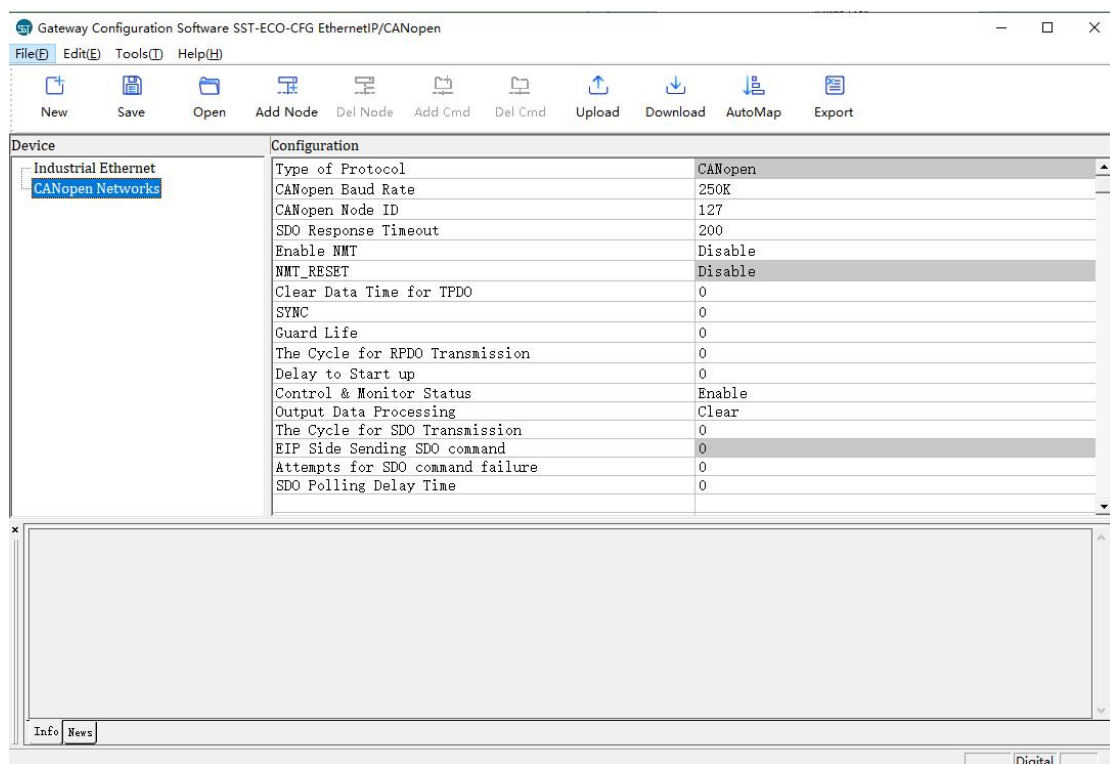 SST Gateway Configuration Software SST-ECO-CFG EthernetIP/CANopen
File(F) Edit(E) Tools(T) Help(H)
New Save Open Add Node Del Node Add Cmd Del Cmd Upload Download AutoMap Export
Device Configuration
Industrial Ethernet
CANopen Networks
Type of Protocol CANopen
CANopen Baud Rate 250K
CANopen Node ID 127
SDO Response Timeout 200
Enable NMT Disable
NMT_RESET Disable
Clear Data Time for TPDO 0
SYNC 0
Guard Life 0
The Cycle for RPDO Transmission 0
Delay to Start up 0
Control & Monitor Status Enable
Output Data Processing Clear
The Cycle for SDO Transmission 0
EIP Side Sending SDO command 0
Attempts for SDO command failure 0
SDO Polling Delay Time 0
Info News
Digital